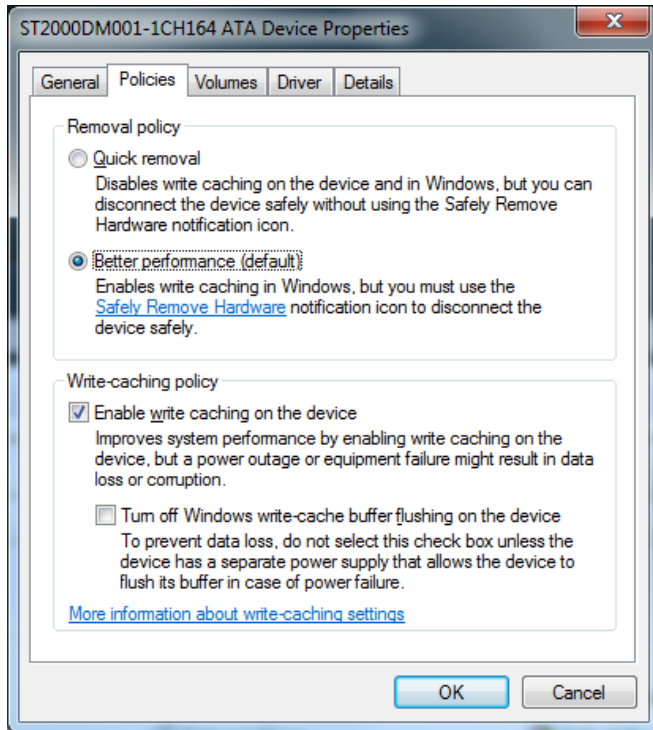 ST2000DM001-1CH164 ATA Device Properties
General Policies Volumes Driver Details
Removal policy
Quick removal
Disables write caching on the device and in Windows, but you can
disconnect the device safely without using the Safely Remove
Hardware notification icon.
Better performance (default)
Enables write caching in Windows, but you must use the
Safely Remove Hardware notification icon to disconnect the
device safely.
Write-caching policy
Enable write caching on the device
Improves system performance by enabling write caching on the
device, but a power outage or equipment failure might result in data
loss or corruption.
Turn off Windows write-cache buffer flushing on the device
To prevent data loss, do not select this check box unless the
device has a separate power supply that allows the device to
flush its buffer in case of power failure.
More information about write-caching settings
OK Cancel